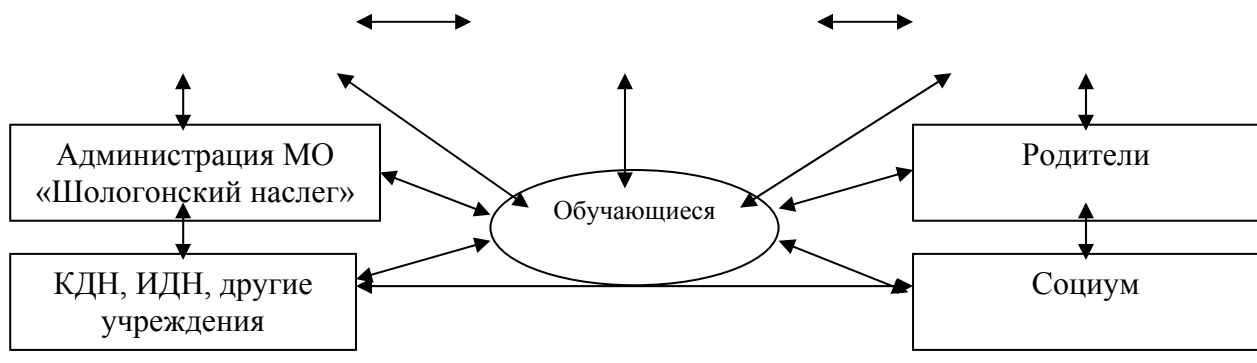 Администрация МО
«Шологонский наслег»
Родители
Обучающиеся
КДН, ИДН, другие
учреждения
Социум